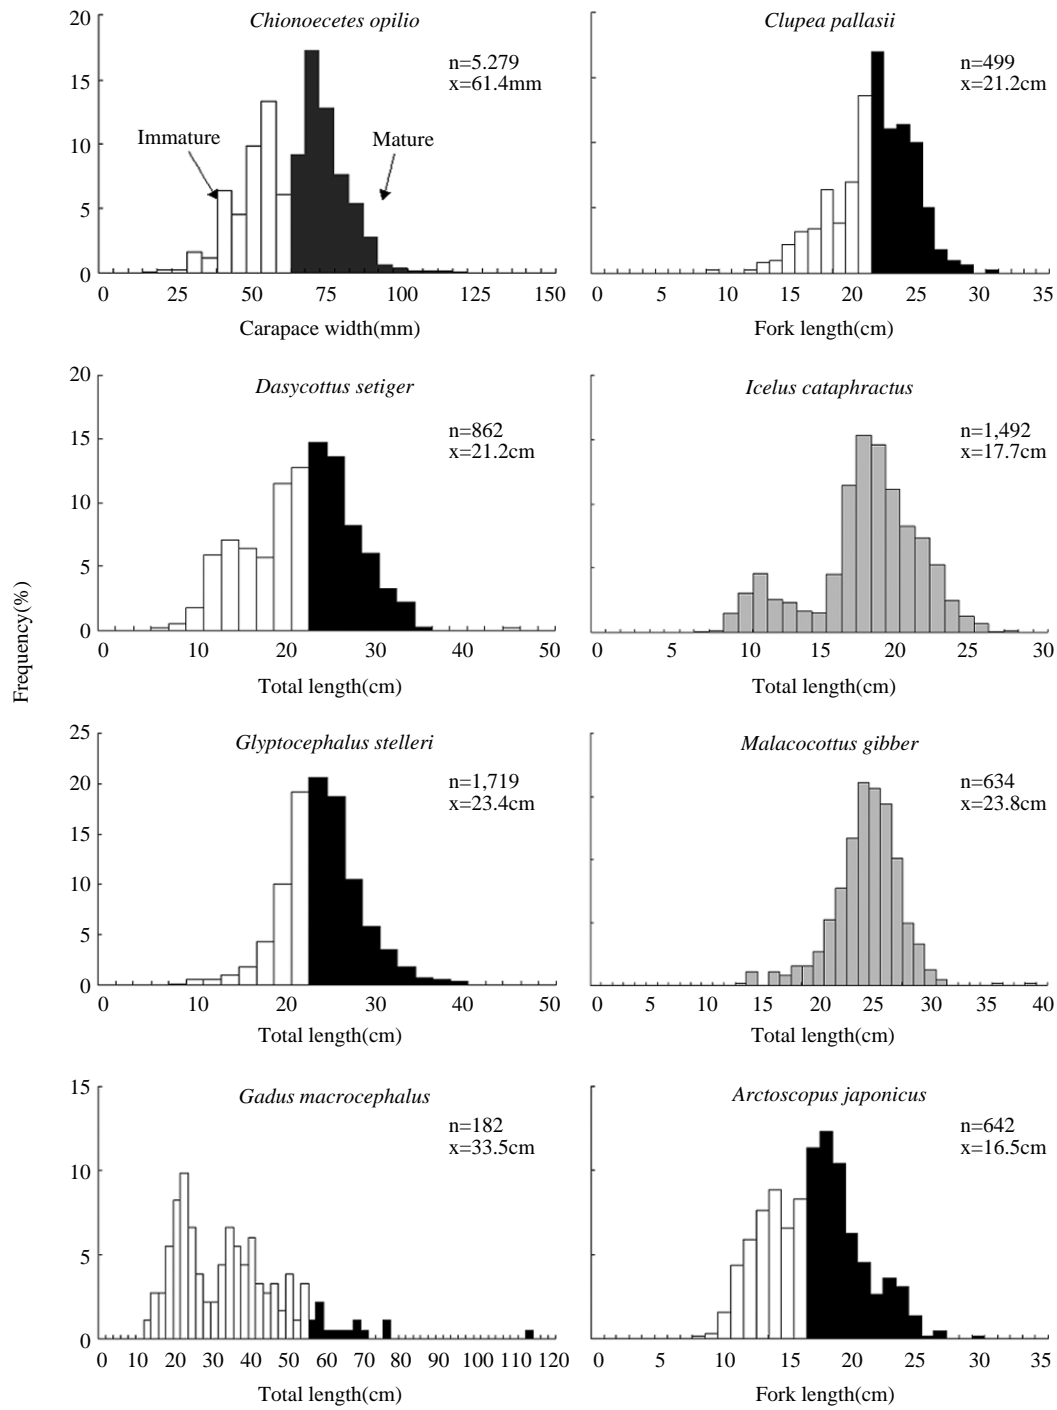 Frequency(%)
Chionoecetes opilio
n=5.279
x=61.4mm
Immature
Mature
20
15
10
5
0
0 25 50 75 100 125 150
Carapace width(mm)
Clupea pallasii
n=499
x=21.2cm
0 5 10 15 20 25 30 35
Fork length(cm)
Dasycottus setiger
n=862
x=21.2cm
20
15
10
5
0
0 10 20 30 40 50
Total length(cm)
Icelus cataphractus
n=1,492
x=17.7cm
0 5 10 15 20 25 30
Total length(cm)
Glyptocephalus stelleri
n=1,719
x=23.4cm
25
20
15
10
5
0
0 10 20 30 40 50
Total length(cm)
Malacocottus gibber
n=634
x=23.8cm
0 5 10 15 20 25 30 35 40
Total length(cm)
Gadus macrocephalus
n=182
x=33.5cm
15
10
5
0
0 10 20 30 40 50 60 70 80 90 100 110 120
Total length(cm)
Arctoscopus japonicus
n=642
x=16.5cm
0 5 10 15 20 25 30 35
Fork length(cm)